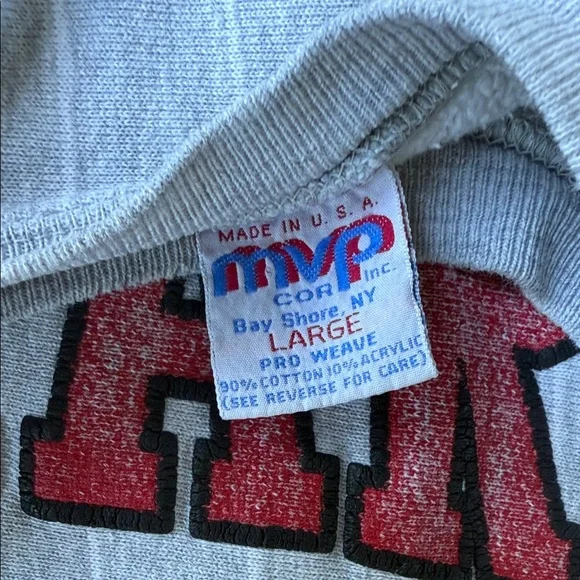 MADE IN U.S.A.
mvp
CORP Inc.
Bay Shore, NY
LARGE
PRO WEAVE
90% COTTON 10% ACRYLIC
(SEE REVERSE FOR CARE)